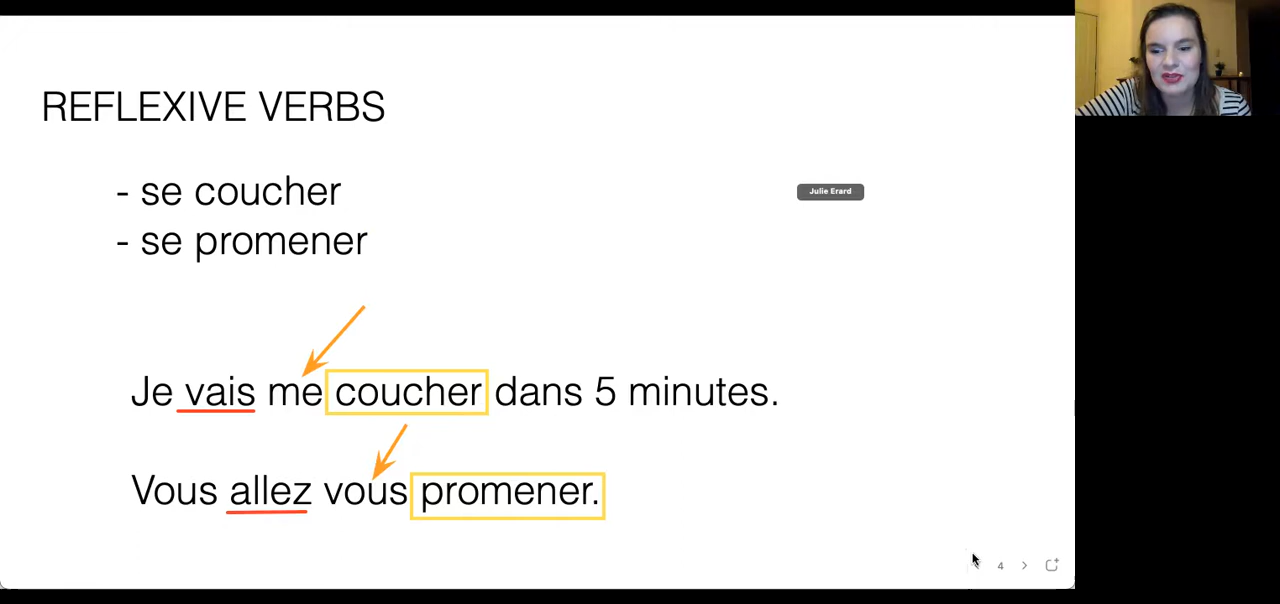 REFLEXIVE VERBS
- se coucher
Julie Erard
- se promener
Je vais me coucher dans 5 minutes.
Vous allez vous promener.
4